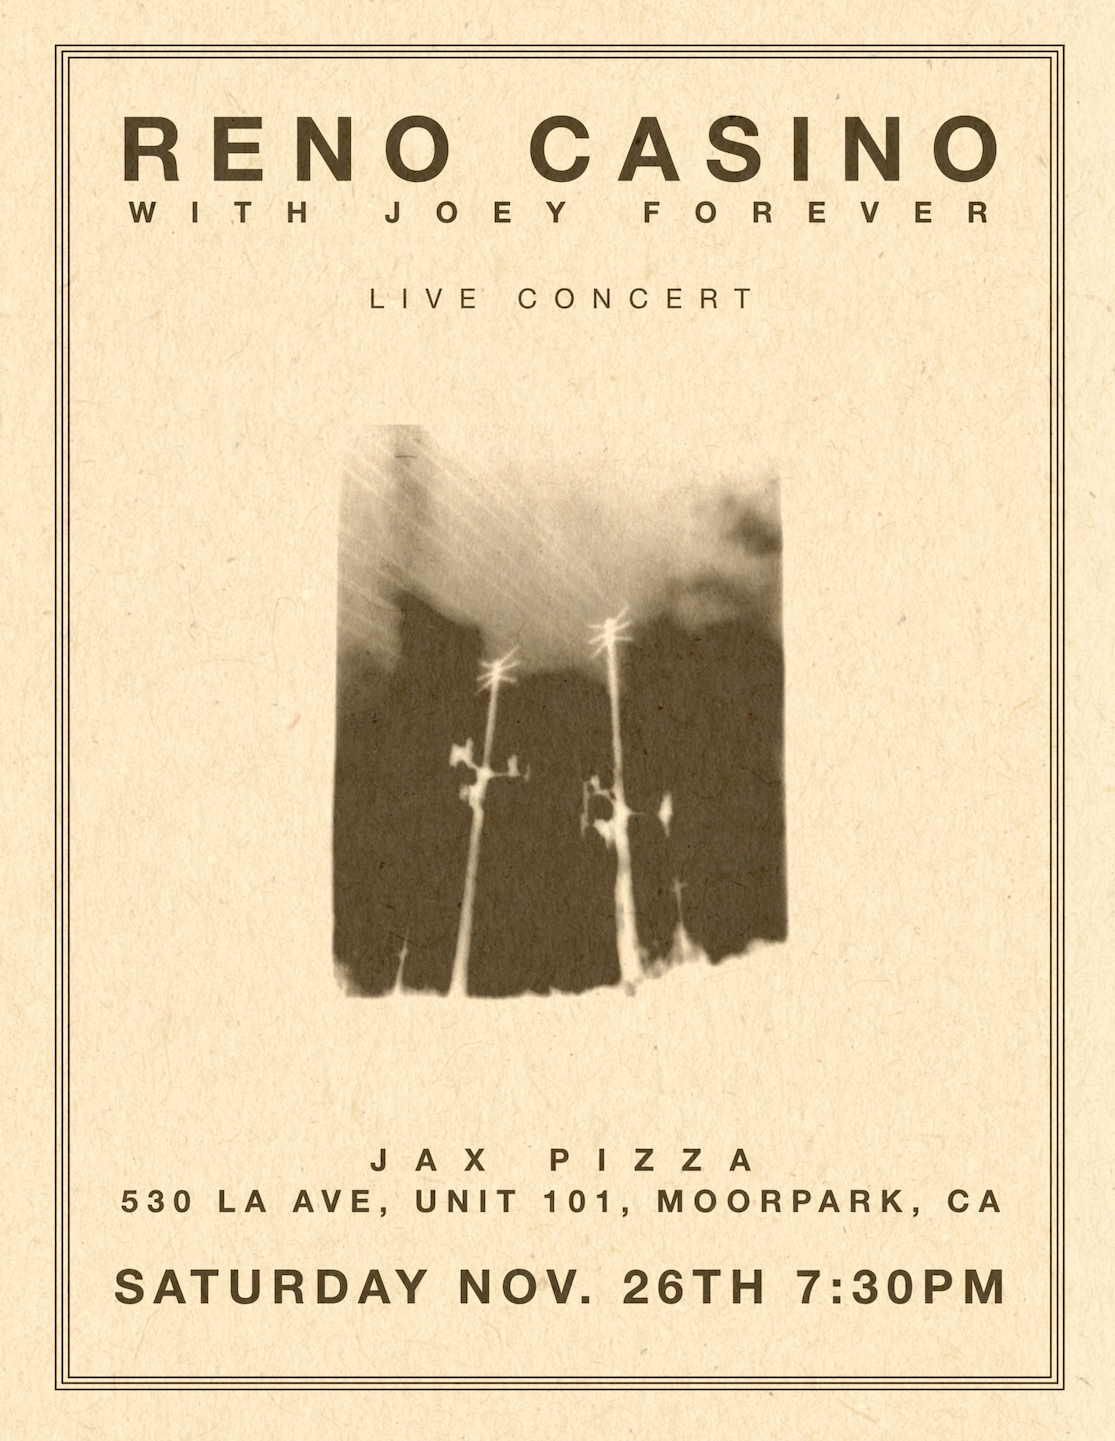 RENO CASINO
WITH JOEY FOREVER
LIVE CONCERT
JAX PIZZA
530 LA AVE, UNIT 101, MOORPARK, CA
SATURDAY NOV. 26TH 7:30PM